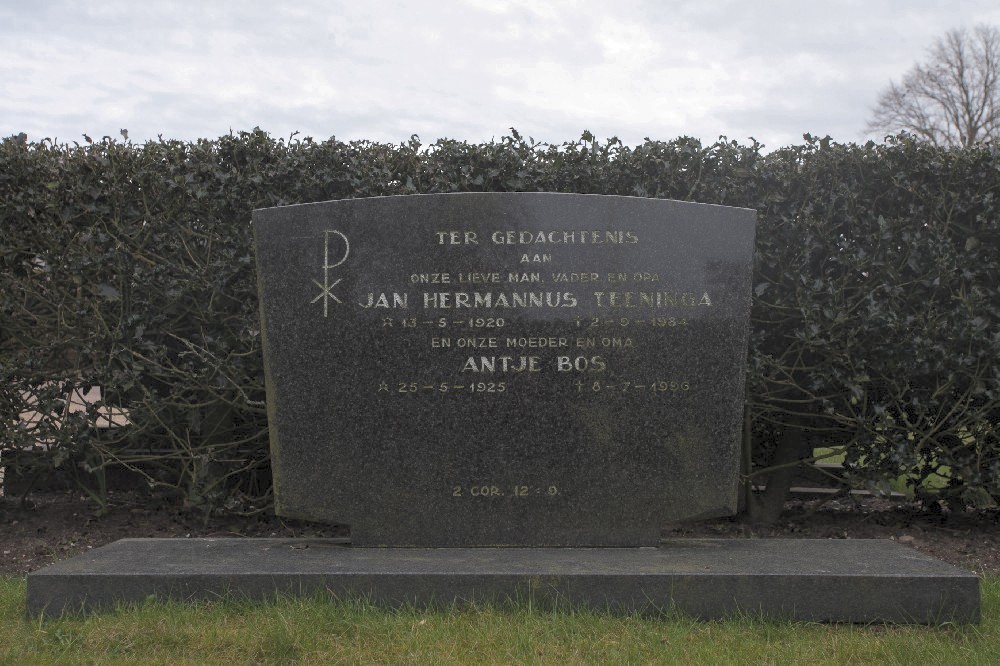 TER GEDACHTENIS
AAN
ONZE LIEVE MAN, VADER EN OPA
JAN HERMANNUS TEENINGA
13-5-1920 † 2-9-1984
EN ONZE MOEDER EN OMA
ANTJE BOS
25-5-1925 † 8-7-1996
2 COR. 12:9.